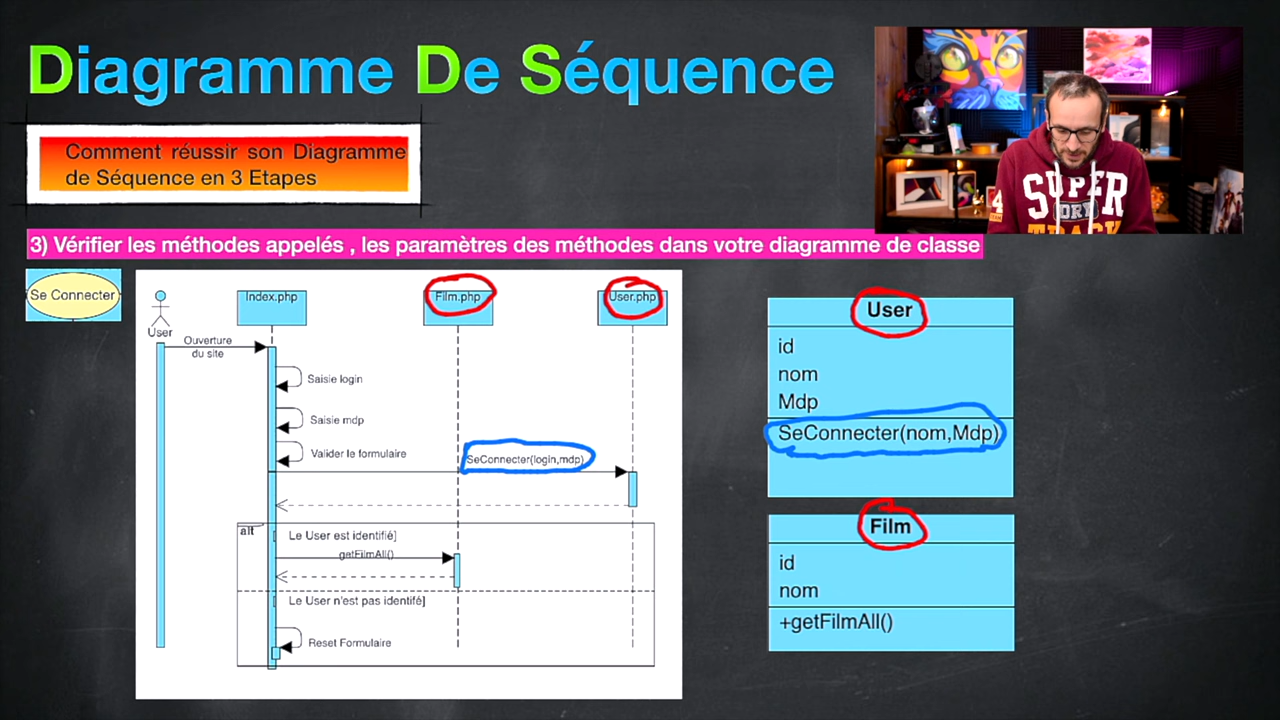 Diagramme De Séquence
Comment réussir son Diagramme
de Séquence en 3 Etapes
SUPER
DRY
TRACK
3) Vérifier les méthodes appelés , les paramètres des méthodes dans votre diagramme de classe
Se Connecter
User
Index.php
Film.php
User.php
Ouverture
du site
Saisie login
Saisie mdp
Valider le formulaire
SeConnecter(login,mdp)
alt
Le User est identifié]
getFilmAll()
Le User n'est pas identifé]
Reset Formulaire
User
id
nom
Mdp
SeConnecter(nom,Mdp)
Film
id
nom
+getFilmAll()